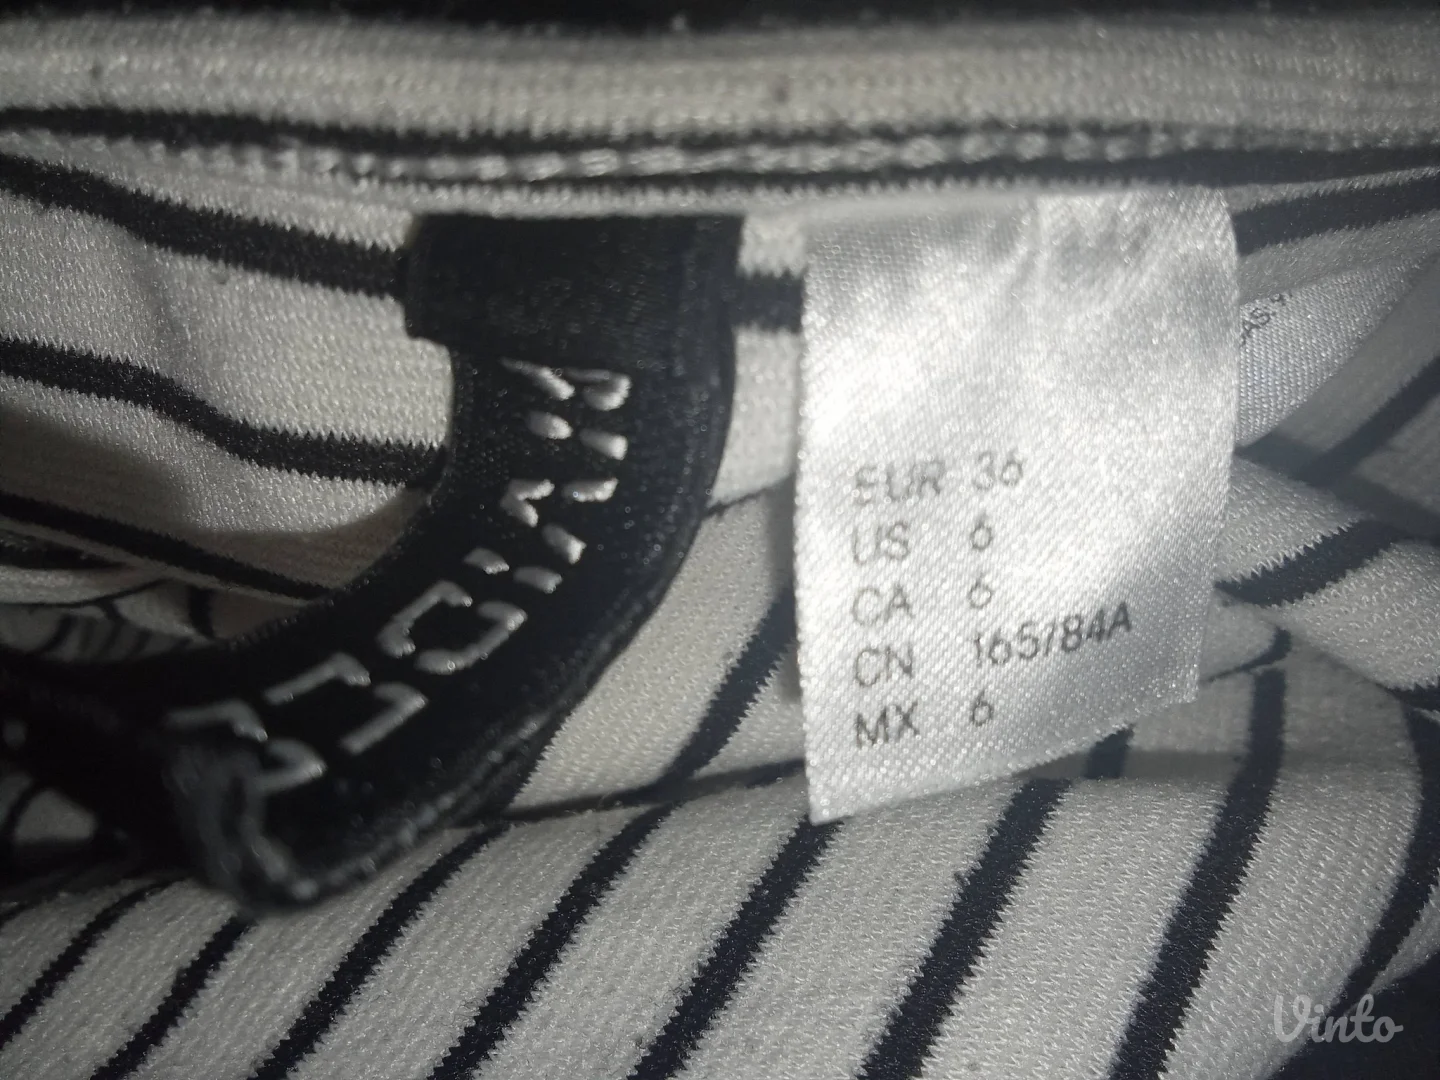 EUR 36
US 6
CA 6
CN 165/84A
MX 6
Vinto